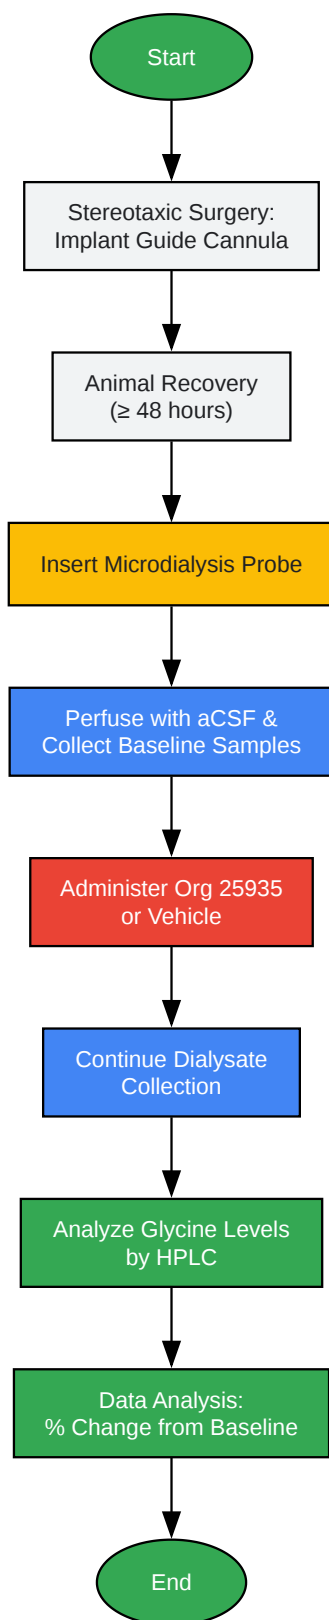 Start
Stereotaxic Surgery:
Implant Guide Cannula
Animal Recovery
(≥ 48 hours)
Insert Microdialysis Probe
Perfuse with aCSF &
Collect Baseline Samples
Administer Org 25935
or Vehicle
Continue Dialysate
Collection
Analyze Glycine Levels
by HPLC
Data Analysis:
% Change from Baseline
End